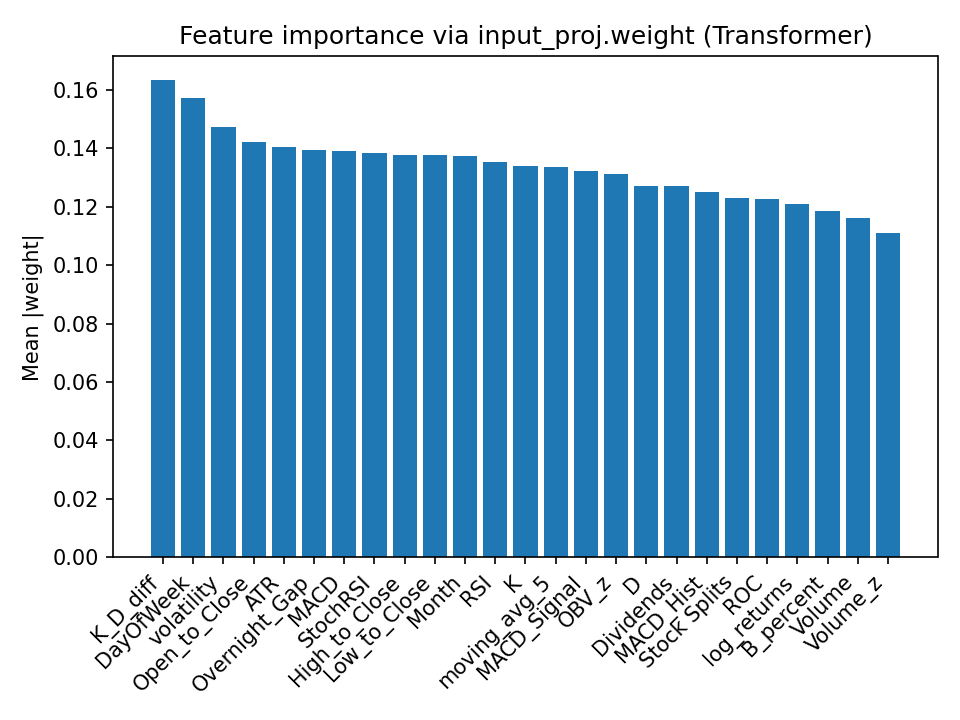 Feature importance via input_proj.weight (Transformer)
Mean |weight|
0.16
0.14
0.12
0.10
0.08
0.06
0.04
0.02
0.00
K_D_diff
DayOfWeek
volatility
Open_to_Close
ATR
Overnight_Gap
MACD
StochRSI
High_to_Close
Low_to_Close
Month
RSI
K
moving_avg_5
MACD_Signal
OBV_z
D
Dividends
MACD_Hist
Stock Splits
ROC
log_returns
B_percent
Volume
Volume_z